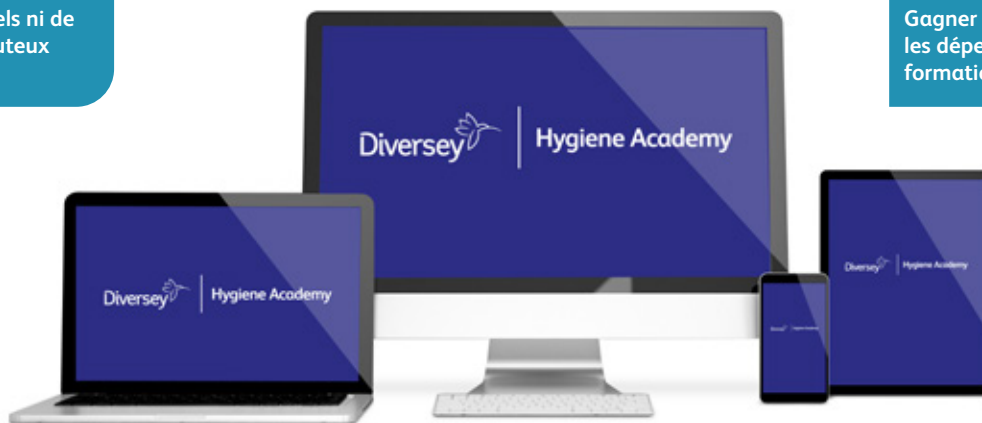 els ni de
uteux
Gagner
les dépe
formatio
Diversey | Hygiene Academy
Diversey | Hygiene Academy
Diversey | Hygiene Academy